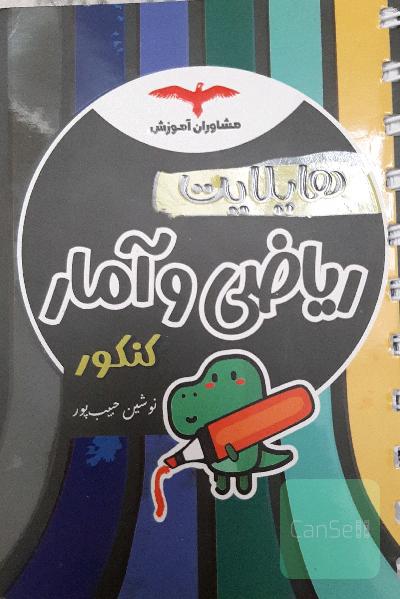 مشاوران آموزش
هایلایت
ریاضی و آمار
کنکور
نوشین حبیب‌پور
CanSell